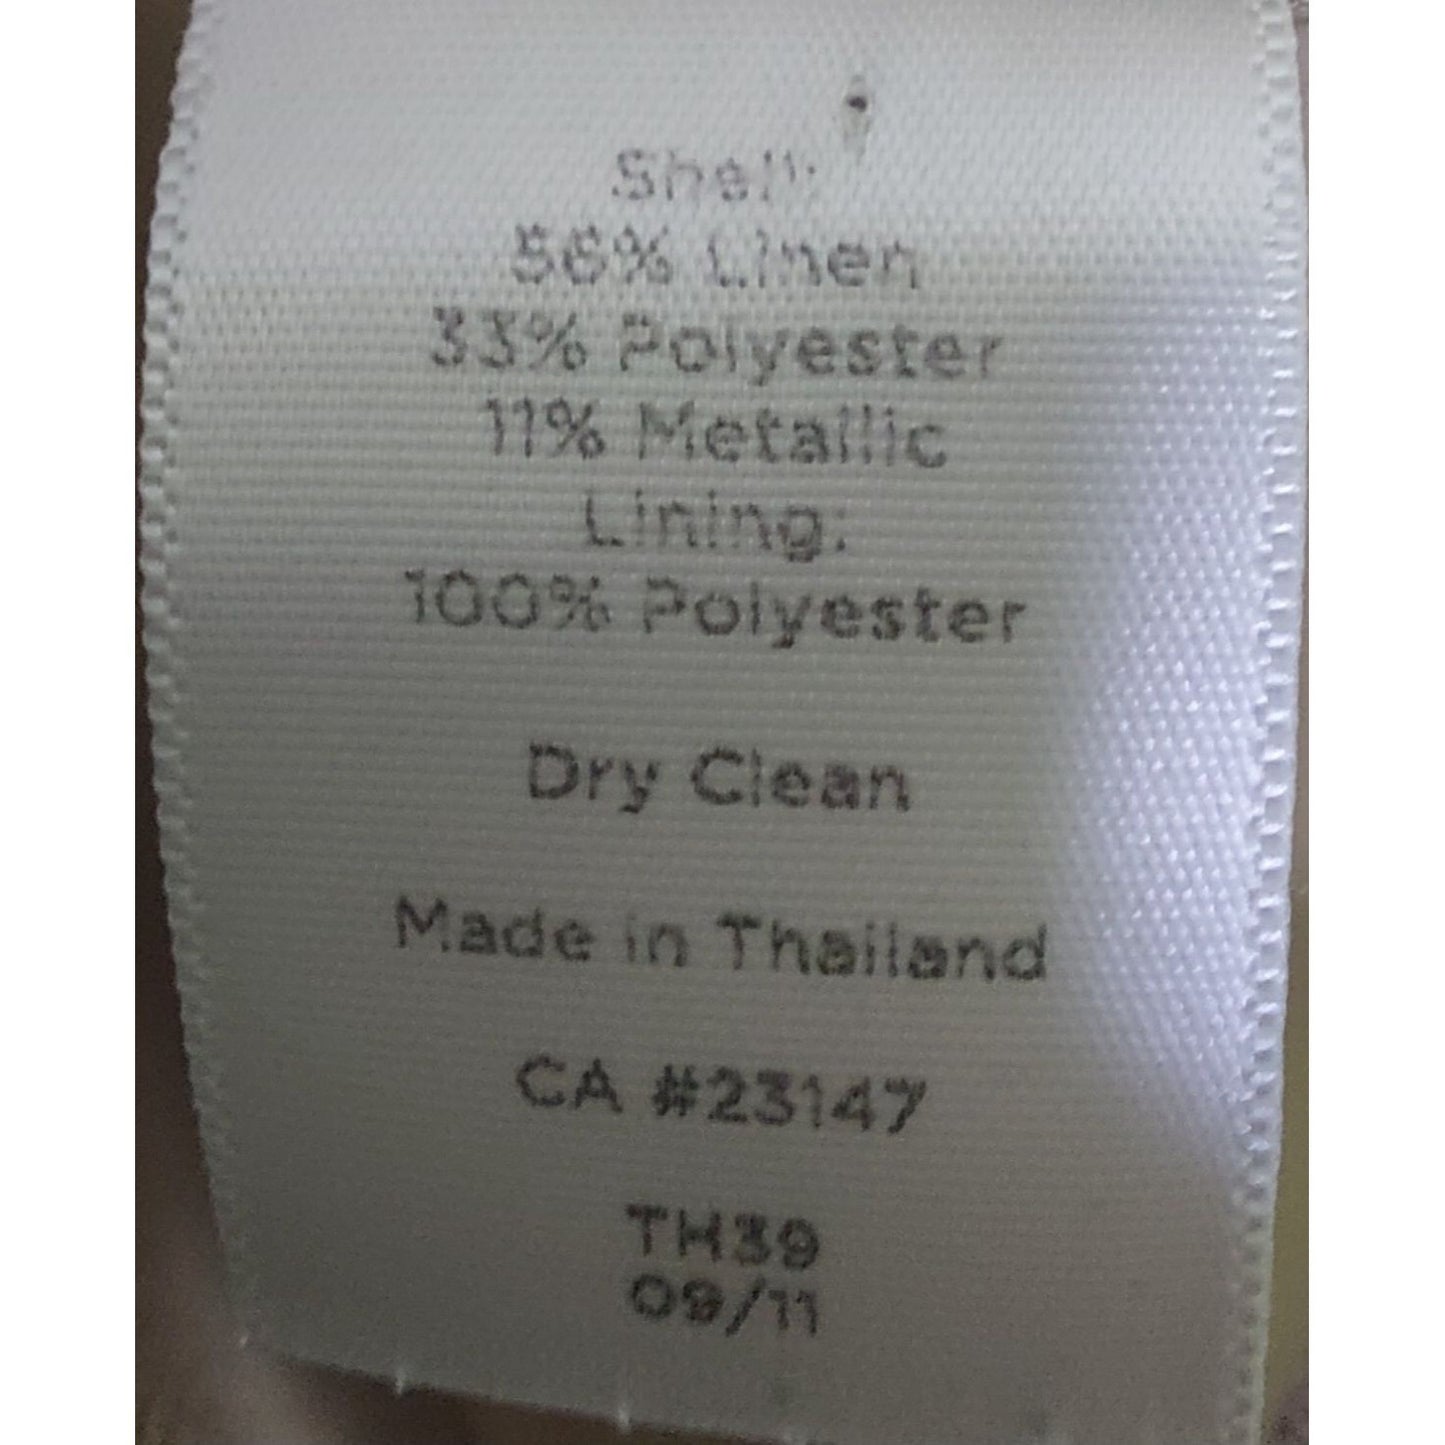 Shell:
56% Linen
33% Polyester
11% Metallic
Lining:
100% Polyester
Dry Clean
Made in Thailand
CA #23147
TH39
09/11